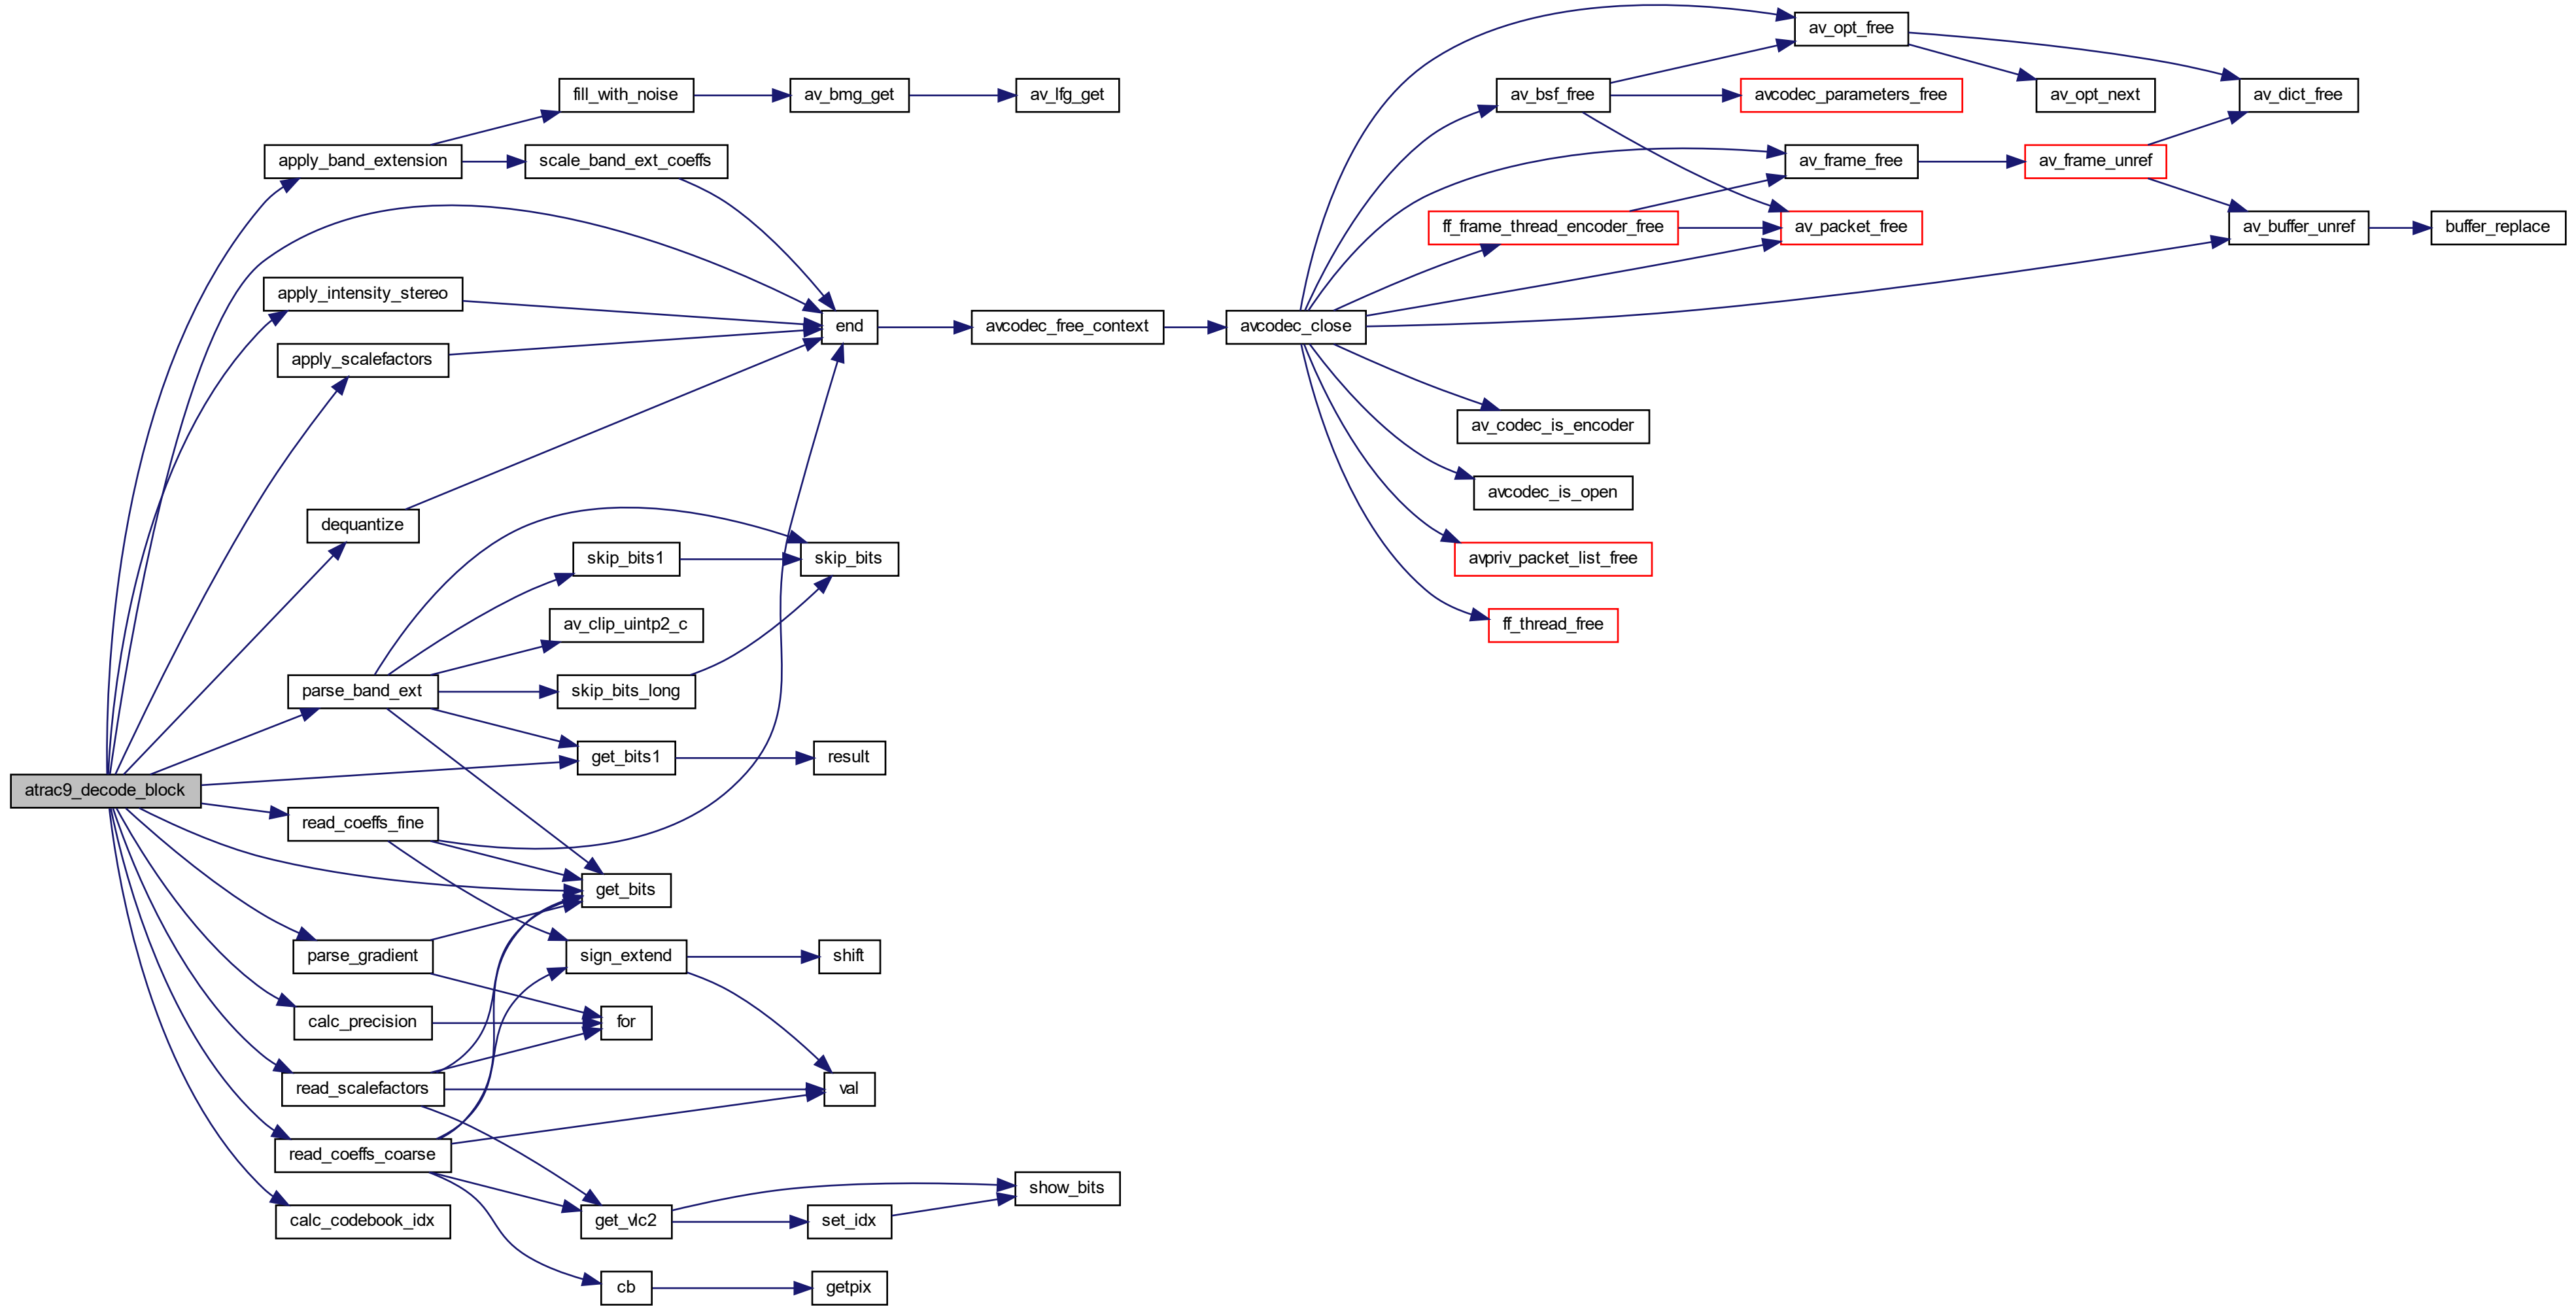 atrac9_decode_block
apply_band_extension
fill_with_noise
av_bmg_get
av_lfg_get
scale_band_ext_coeffs
apply_intensity_stereo
apply_scalefactors
dequantize
end
avcodec_free_context
avcodec_close
av_opt_free
av_bsf_free
avcodec_parameters_free
av_opt_next
av_dict_free
av_frame_free
av_frame_unref
ff_frame_thread_encoder_free
av_packet_free
av_buffer_unref
buffer_replace
av_codec_is_encoder
avcodec_is_open
avpriv_packet_list_free
ff_thread_free
parse_band_ext
skip_bits1
skip_bits
av_clip_uintp2_c
skip_bits_long
get_bits1
result
read_coeffs_fine
get_bits
parse_gradient
sign_extend
shift
calc_precision
for
read_scalefactors
val
read_coeffs_coarse
calc_codebook_idx
get_vlc2
set_idx
show_bits
cb
getpix